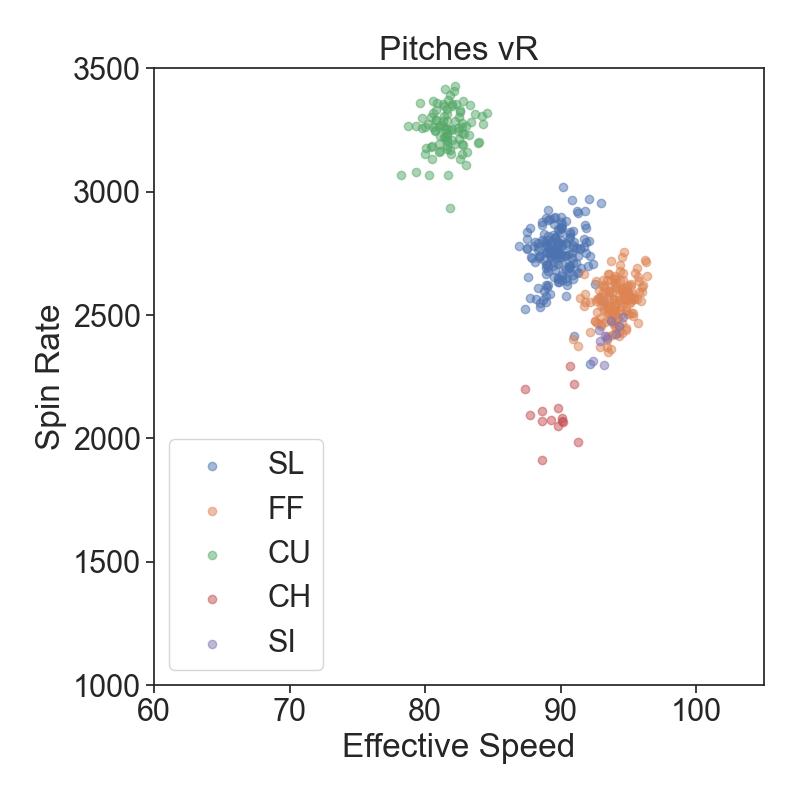 Pitches vR
3500
3000
2500
2000
1500
1000
Spin Rate
SL
FF
CU
CH
SI
60 70 80 90 100
Effective Speed